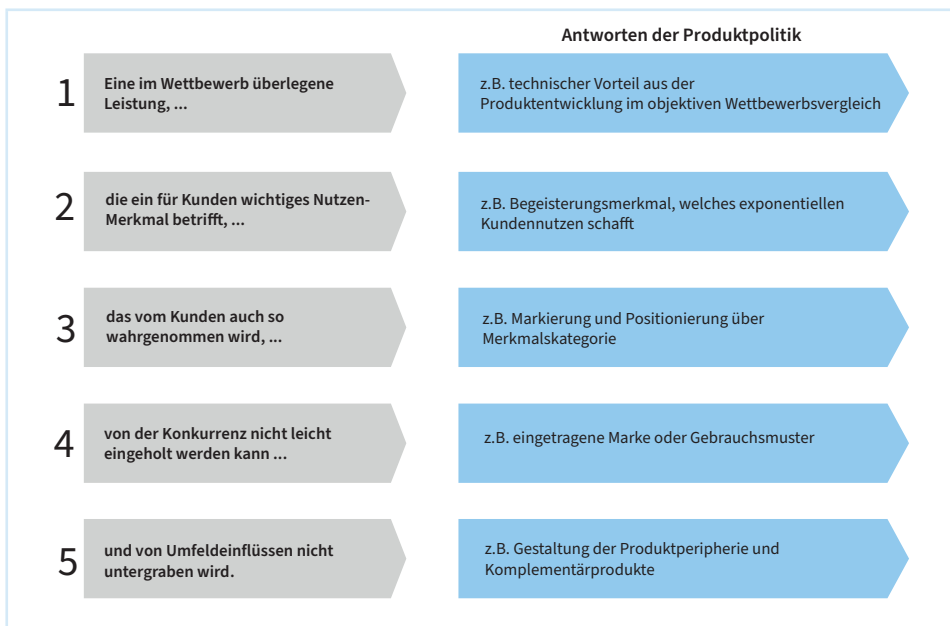 Antworten der Produktpolitik
1
Eine im Wettbewerb überlegene
Leistung, ...
z.B. technischer Vorteil aus der
Produktentwicklung im objektiven Wettbewerbsvergleich
2
die ein für Kunden wichtiges Nutzen-
Merkmal betrifft, ...
z.B. Begeisterungsmerkmal, welches exponentiellen
Kundennutzen schafft
3
das vom Kunden auch so
wahrgenommen wird, ...
z.B. Markierung und Positionierung über
Merkmalskategorie
4
von der Konkurrenz nicht leicht
eingeholt werden kann ...
z.B. eingetragene Marke oder Gebrauchsmuster
5
und von Umfeldeinflüssen nicht
untergraben wird.
z.B. Gestaltung der Produktperipherie und
Komplementärprodukte